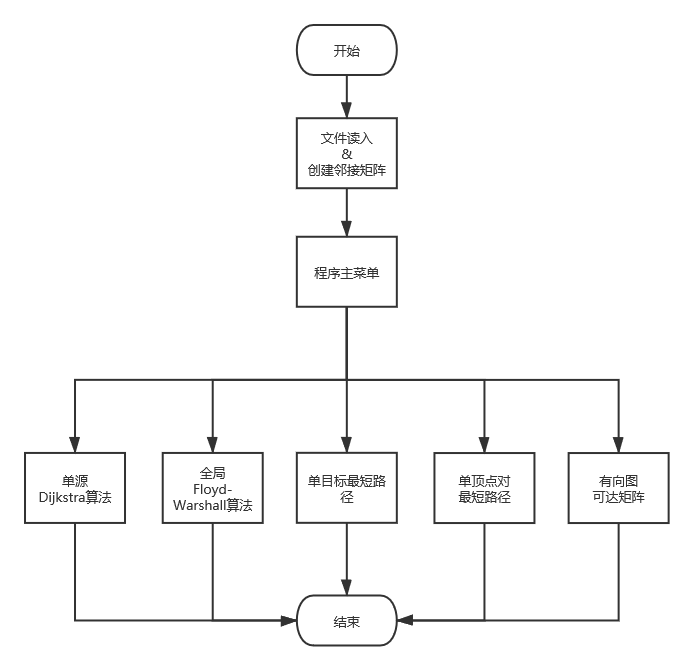 开始
文件读入
&
创建邻接矩阵
程序主菜单
单源
Dijkstra算法
全局
Floyd-
Warshall算法
单目标最短路
径
单顶点对
最短路径
有向图
可达矩阵
结束